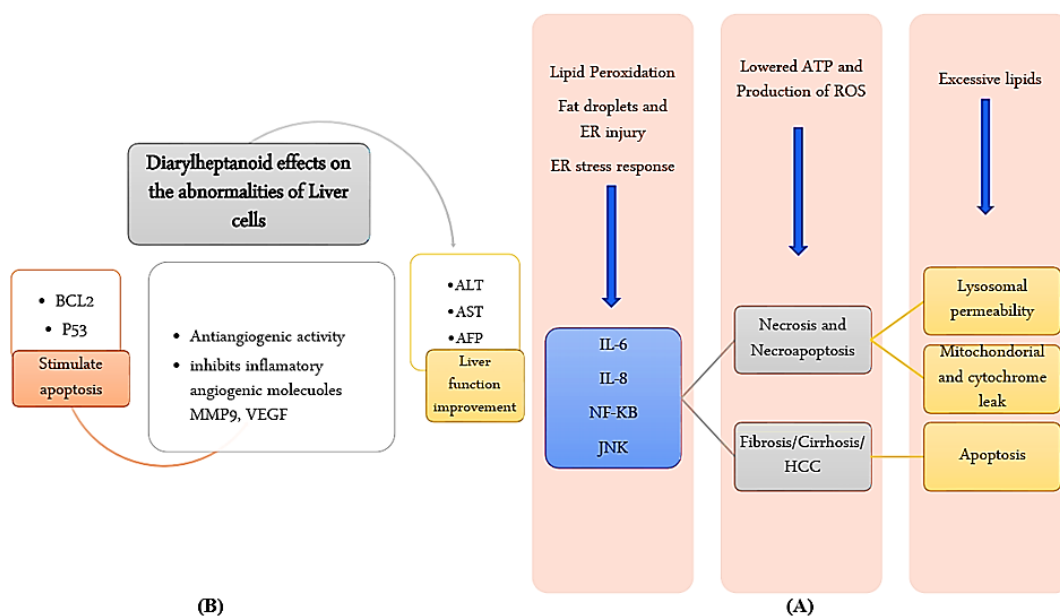 Diarylheptanoid effects on
the abnormalities of Liver
cells
• BCL2
• P53
Stimulate
apoptosis
• Antiangiogenic activity
• inhibits inflamatory
angiogenic molecuoles
MMP9, VEGF
•ALT
•AST
•AFP
Liver
function
improvement
(B)
Lipid Peroxidation
Fat droplets and
ER injury
ER stress response
IL-6
IL-8
NF-KB
JNK
Lowered ATP and
Production of ROS
Necrosis and
Necroapoptosis
Fibrosis/Cirrhosis/
HCC
Excessive lipids
Lysosomal
permeability
Mitochondorial
and cytochrome
leak
Apoptosis
(A)